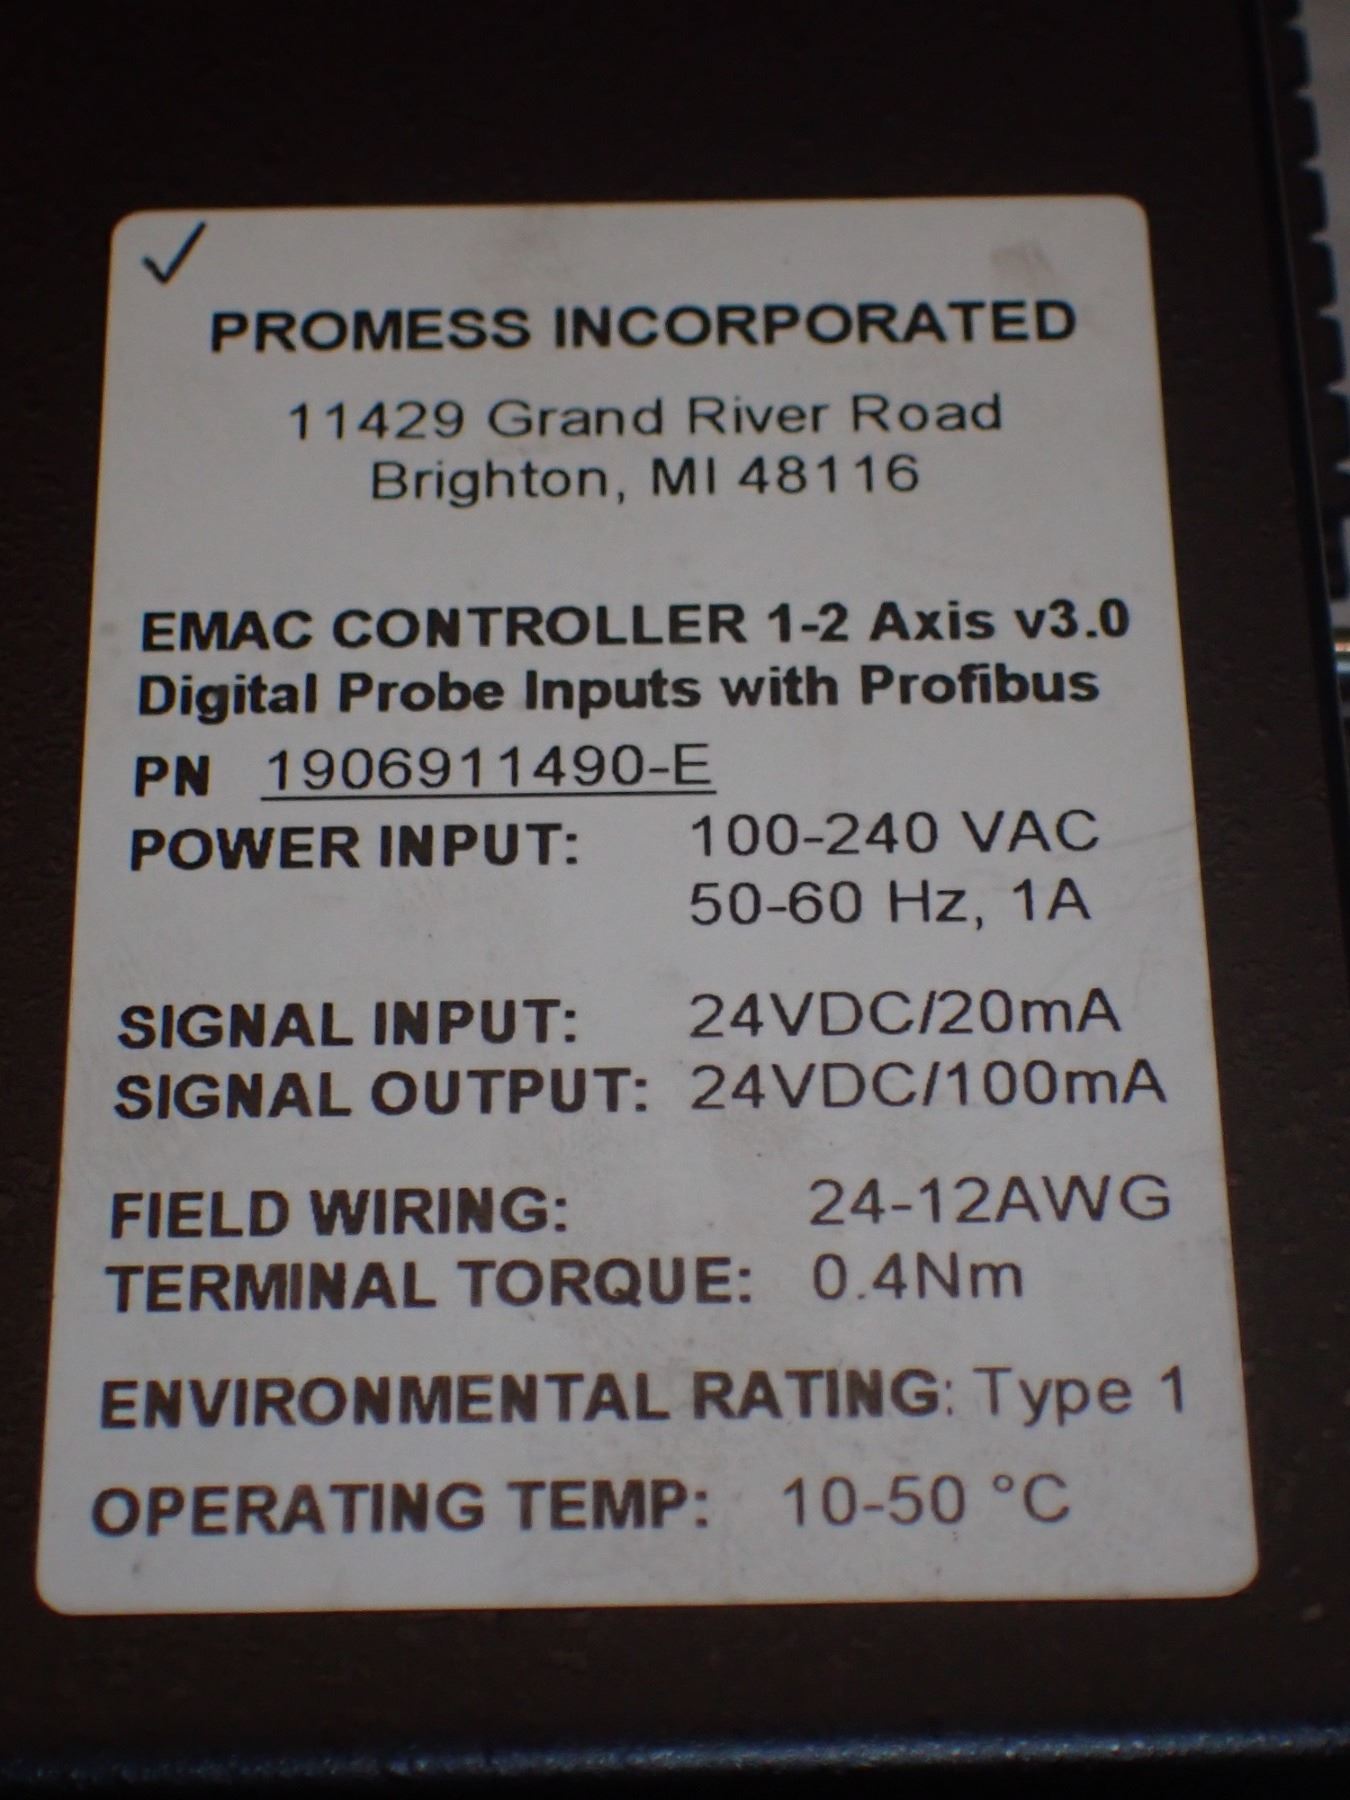 PROMESS INCORPORATED
11429 Grand River Road
Brighton, MI 48116
EMAC CONTROLLER 1-2 Axis v3.0
Digital Probe Inputs with Profibus
PN 1906911490-E
POWER INPUT: 100-240 VAC
50-60 Hz, 1A
SIGNAL INPUT: 24VDC/20mA
SIGNAL OUTPUT: 24VDC/100mA
FIELD WIRING: 24-12AWG
TERMINAL TORQUE: 0.4Nm
ENVIRONMENTAL RATING: Type 1
OPERATING TEMP: 10-50 °C